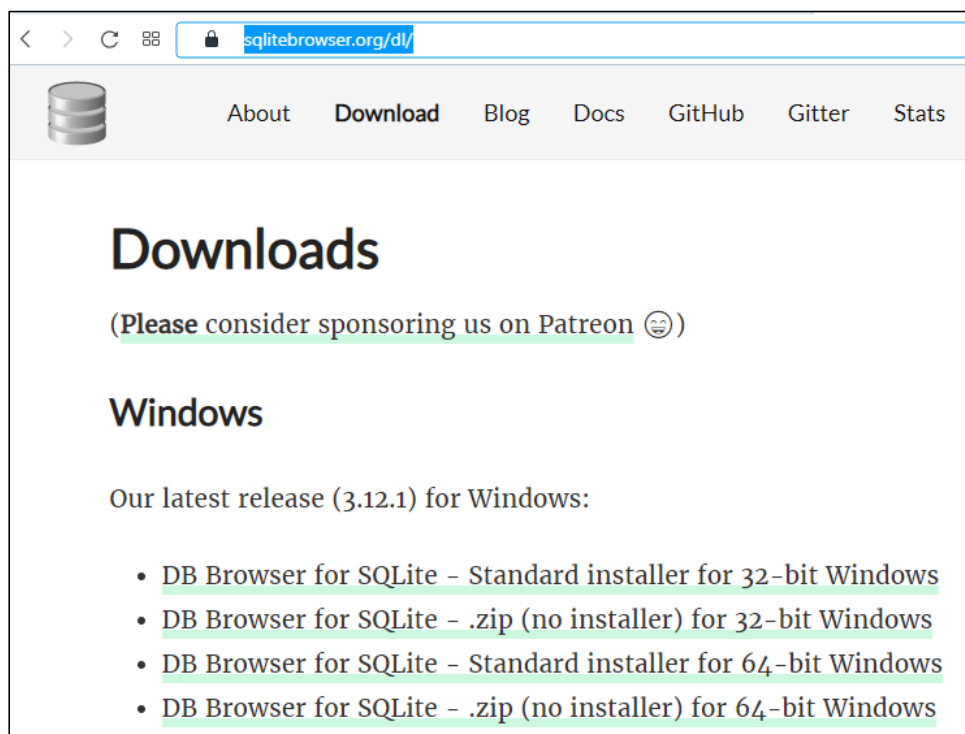 sqlitebrowser.org/dl/
About Download Blog Docs GitHub Gitter Stats
Downloads
(Please consider sponsoring us on Patreon 😄)
Windows
Our latest release (3.12.1) for Windows:
• DB Browser for SQLite - Standard installer for 32-bit Windows
• DB Browser for SQLite - .zip (no installer) for 32-bit Windows
• DB Browser for SQLite - Standard installer for 64-bit Windows
• DB Browser for SQLite - .zip (no installer) for 64-bit Windows